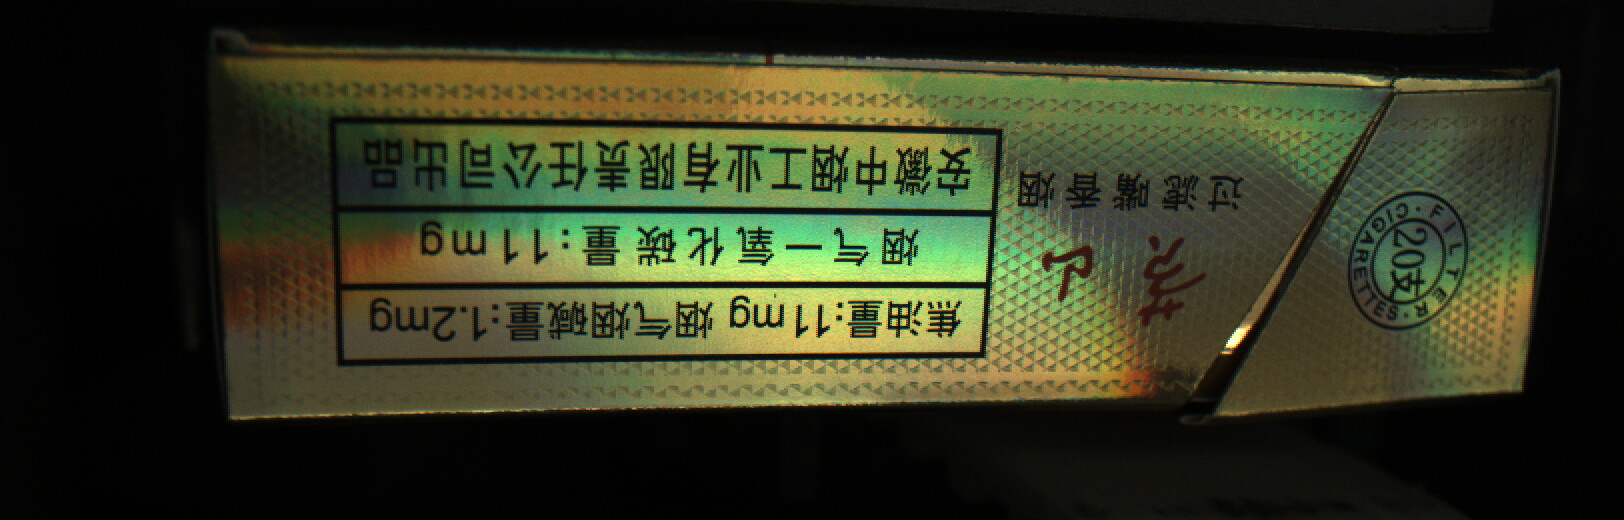 FILTER·CIGARETTES·
20支
黄山
过滤嘴香烟
焦油量:11mg 烟气烟碱量:1.2mg
烟气一氧化碳量:11mg
安徽中烟工业有限责任公司出品